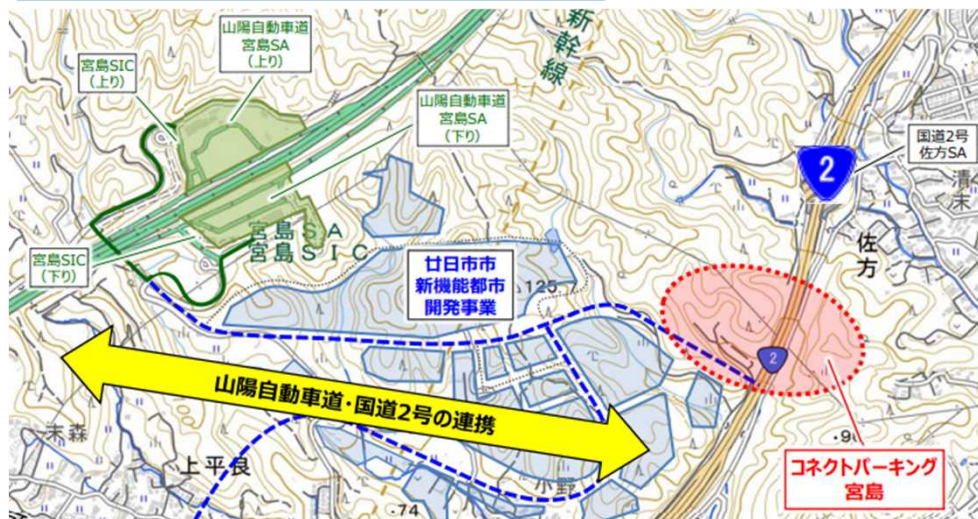 山陽自動車道
宮島SA
(上り)
宮島SIC
(上り)
新幹線
山陽自動車道
宮島SA
(下り)
2
国道2号
佐方SA
清末
佐方
宮島SA
宮島SIC
宮島SIC
(下り)
廿日市市
新機能都市
開発事業
125
2
山陽自動車道・国道2号の連携
末森
上平良
小野
・74
・9
コネクトパーキング
宮島